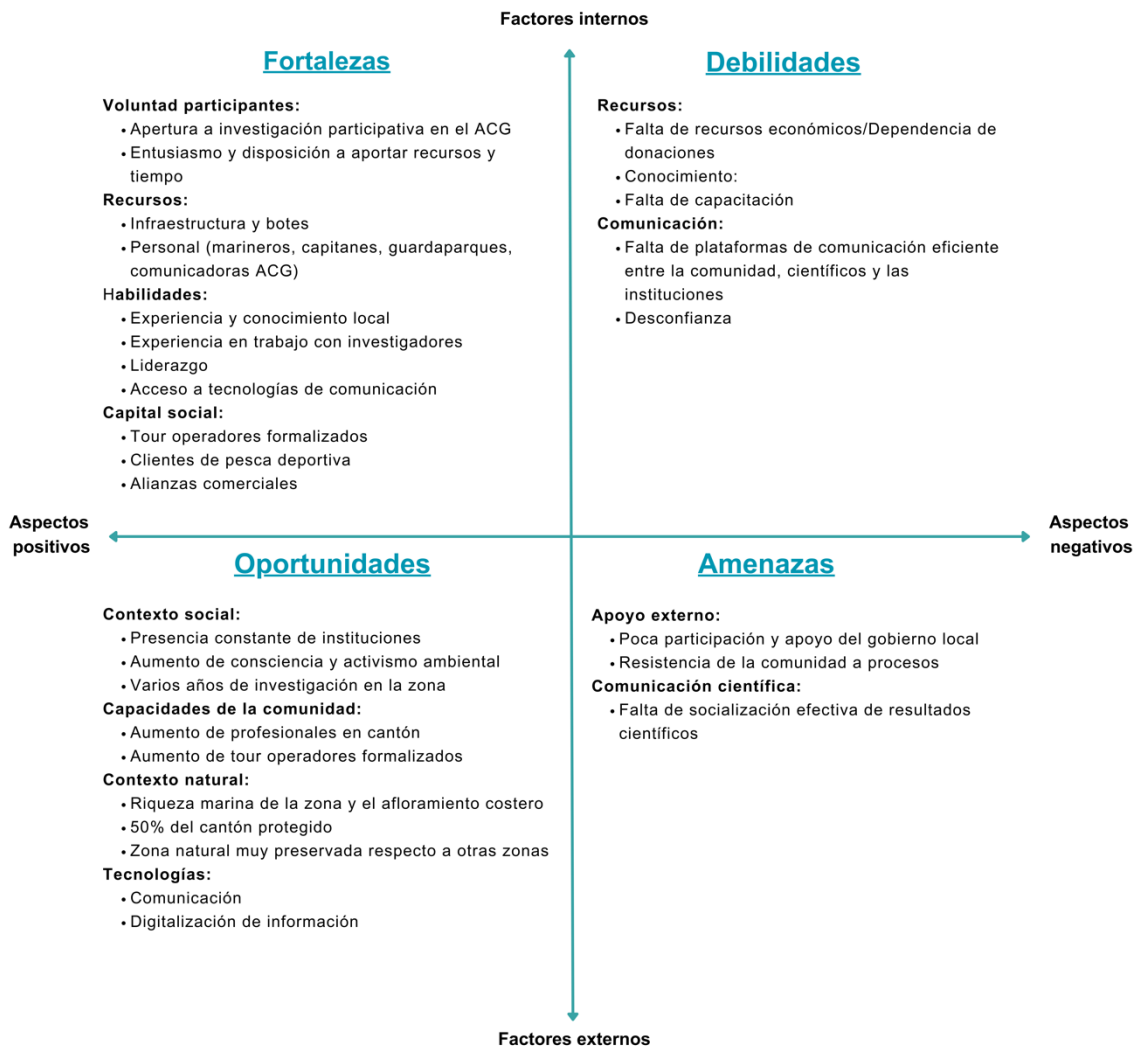 Factores internos
Fortalezas
Voluntad participantes:
• Apertura a investigación participativa en el ACG
• Entusiasmo y disposición a aportar recursos y
tiempo
Recursos:
• Infraestructura y botes
• Personal (marineros, capitanes, guardaparques,
comunicadoras ACG)
Habilidades:
• Experiencia y conocimiento local
• Experiencia en trabajo con investigadores
• Liderazgo
• Acceso a tecnologías de comunicación
Capital social:
• Tour operadores formalizados
• Clientes de pesca deportiva
• Alianzas comerciales
Debilidades
Recursos:
• Falta de recursos económicos/Dependencia de
donaciones
• Conocimiento:
• Falta de capacitación
Comunicación:
• Falta de plataformas de comunicación eficiente
entre la comunidad, científicos y las
instituciones
• Desconfianza
Aspectos
positivos
Aspectos
negativos
Oportunidades
Contexto social:
• Presencia constante de instituciones
• Aumento de consciencia y activismo ambiental
• Varios años de investigación en la zona
Capacidades de la comunidad:
• Aumento de profesionales en cantón
• Aumento de tour operadores formalizados
Contexto natural:
• Riqueza marina de la zona y el afloramiento costero
• 50% del cantón protegido
• Zona natural muy preservada respecto a otras zonas
Tecnologías:
• Comunicación
• Digitalización de información
Amenazas
Apoyo externo:
• Poca participación y apoyo del gobierno local
• Resistencia de la comunidad a procesos
Comunicación científica:
• Falta de socialización efectiva de resultados
científicos
Factores externos